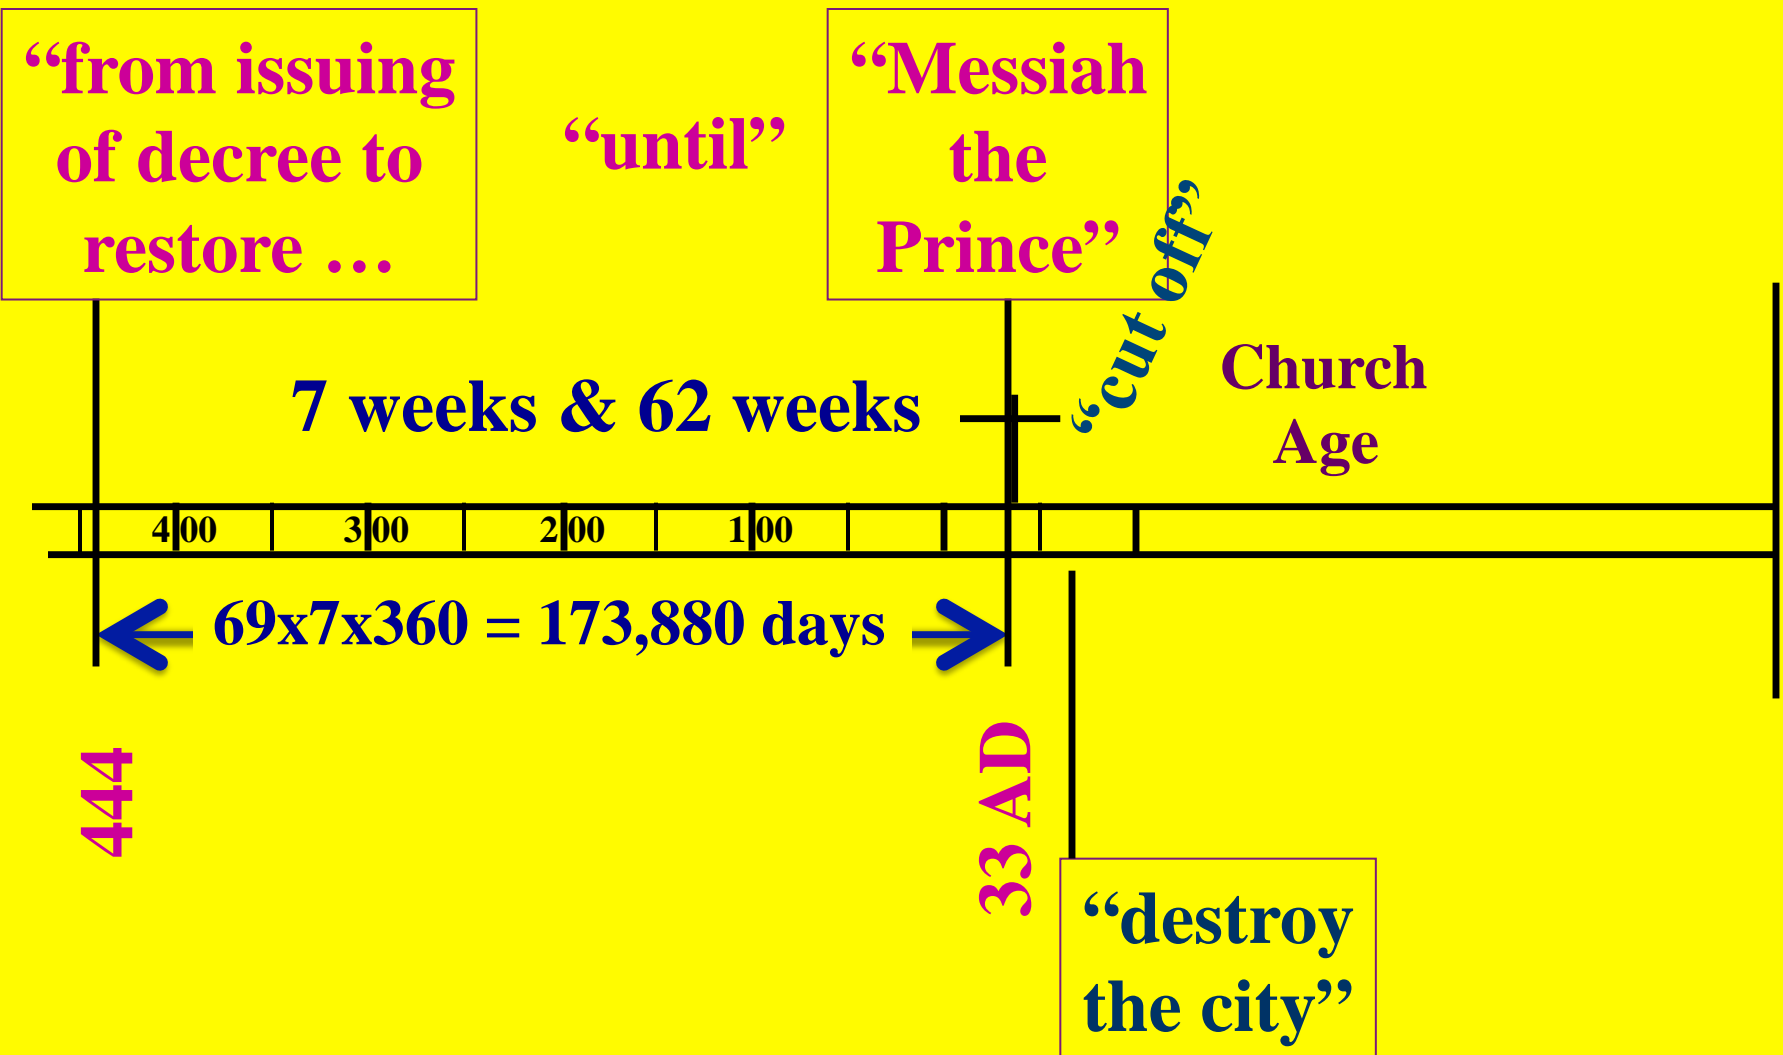 “from issuing
of decree to
restore …
“until”
“Messiah
the
Prince”
“cut off”
7 weeks & 62 weeks
Church
Age
400 300 200 100
69x7x360 = 173,880 days
444
33 AD
“destroy
the city”